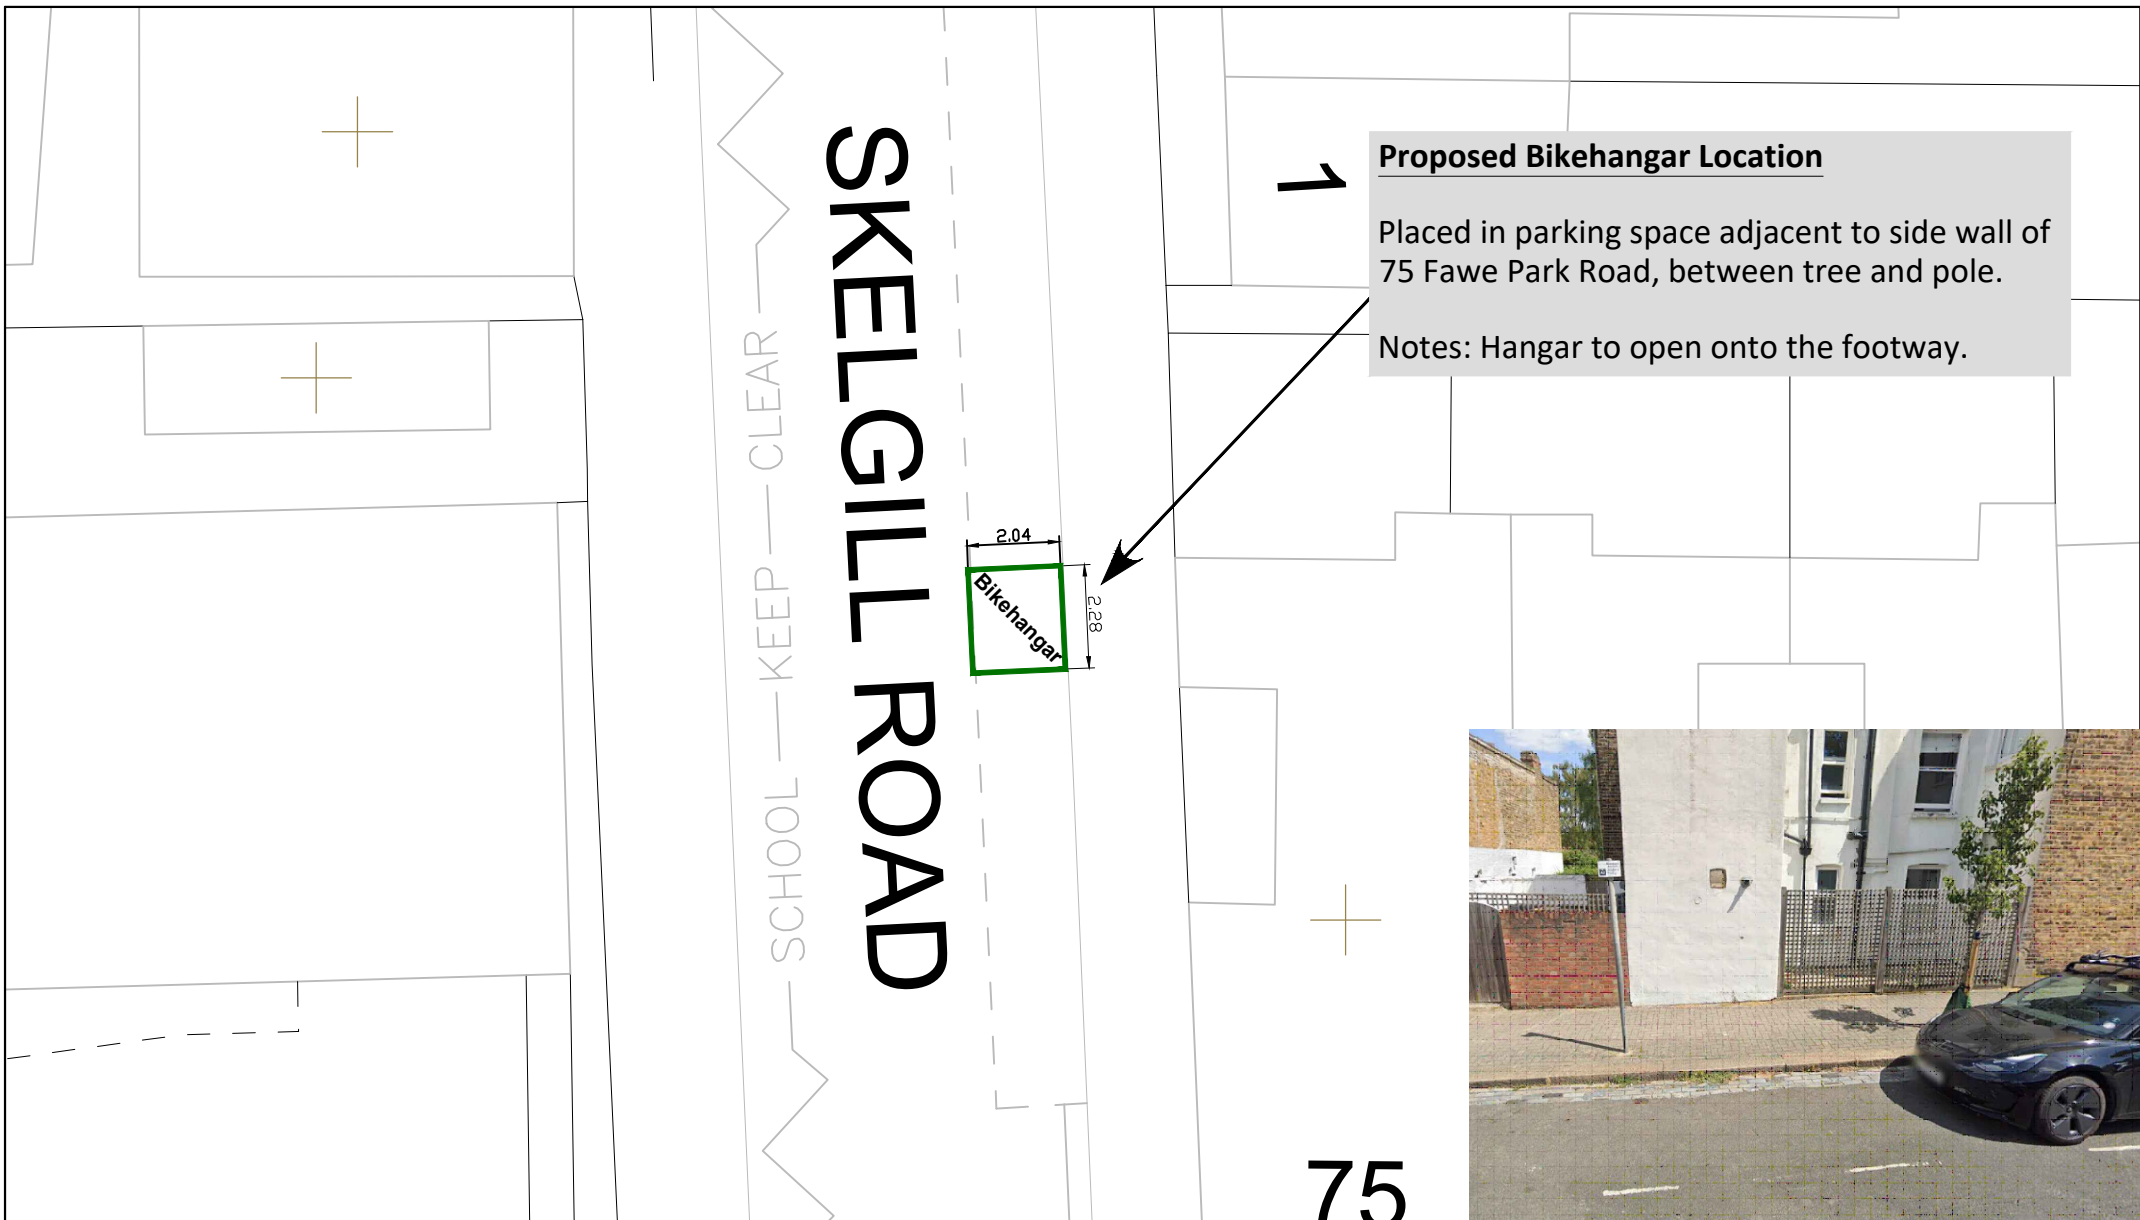 SKELGILL ROAD
SCHOOL KEEP CLEAR
1
Proposed Bikehangar Location
Placed in parking space adjacent to side wall of
75 Fawe Park Road, between tree and pole.
Notes: Hangar to open onto the footway.
2.04
Bikehangar
2.28
75